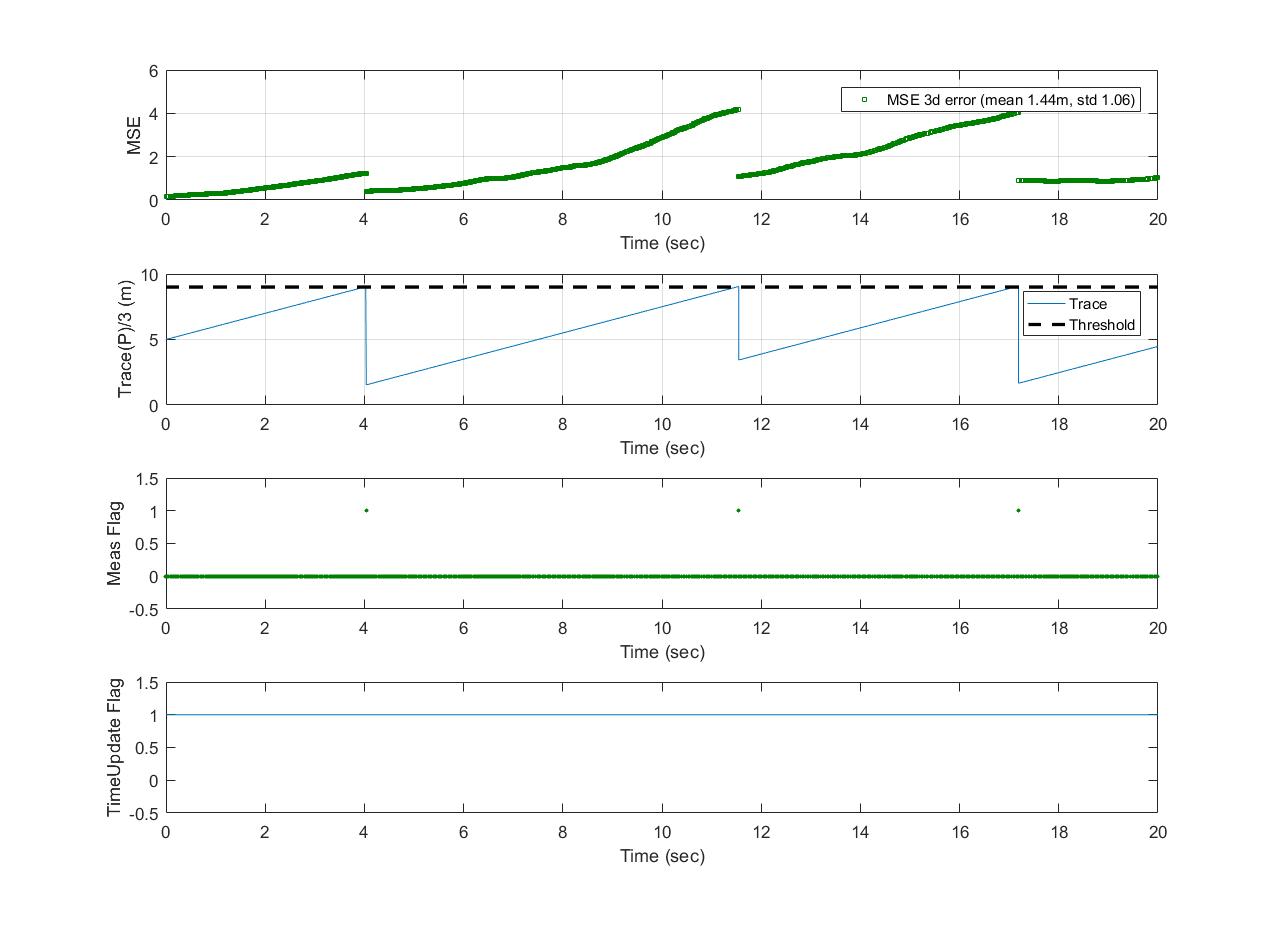 6
4
2
0
MSE
MSE 3d error (mean 1.44m, std 1.06)
0 2 4 6 8 10 12 14 16 18 20
Time (sec)
10
5
0
Trace(P)/3 (m)
Trace
Threshold
0 2 4 6 8 10 12 14 16 18 20
Time (sec)
1.5
1
0.5
0
-0.5
Meas Flag
0 2 4 6 8 10 12 14 16 18 20
Time (sec)
1.5
1
0.5
0
-0.5
TimeUpdate Flag
0 2 4 6 8 10 12 14 16 18 20
Time (sec)